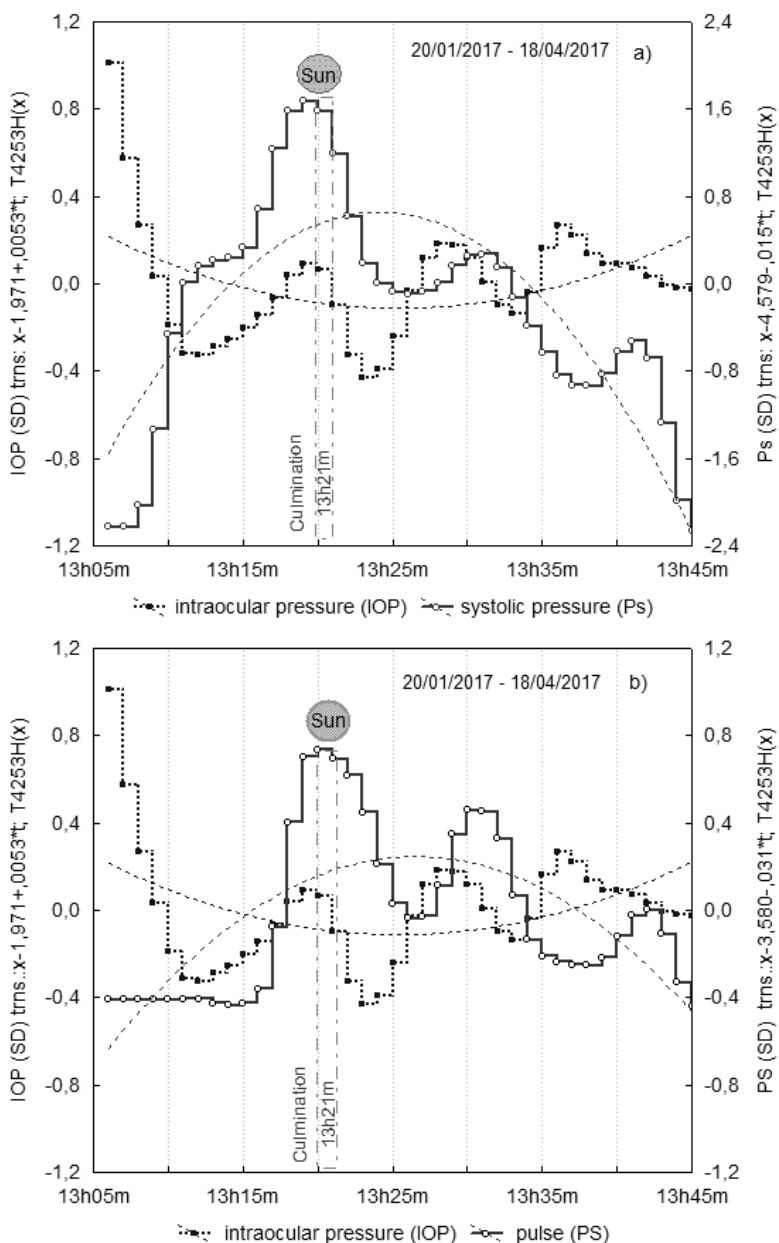 1,2
0,8
0,4
0,0
-0,4
-0,8
-1,2
2,4
1,6
0,8
0,0
-0,8
-1,6
-2,4
IOP (SD) trns: x-1,971+,0053*t; T4253H(x)
Ps (SD) trns: x-4,579-,015*t; T4253H(x)
20/01/2017 - 18/04/2017 a)
Sun
Culmination
13h21m
13h05m 13h15m 13h25m 13h35m 13h45m
intraocular pressure (IOP) systolic pressure (Ps)
1,2
0,8
0,4
0,0
-0,4
-0,8
-1,2
1,2
0,8
0,4
0,0
-0,4
-0,8
-1,2
IOP (SD) trns.:x-1,971+,0053*t; T4253H(x)
PS (SD) trns.:x-3,580-,031*t; T4253H(x)
20/01/2017 - 18/04/2017 b)
Sun
Culmination
13h21m
13h05m 13h15m 13h25m 13h35m 13h45m
intraocular pressure (IOP) pulse (PS)